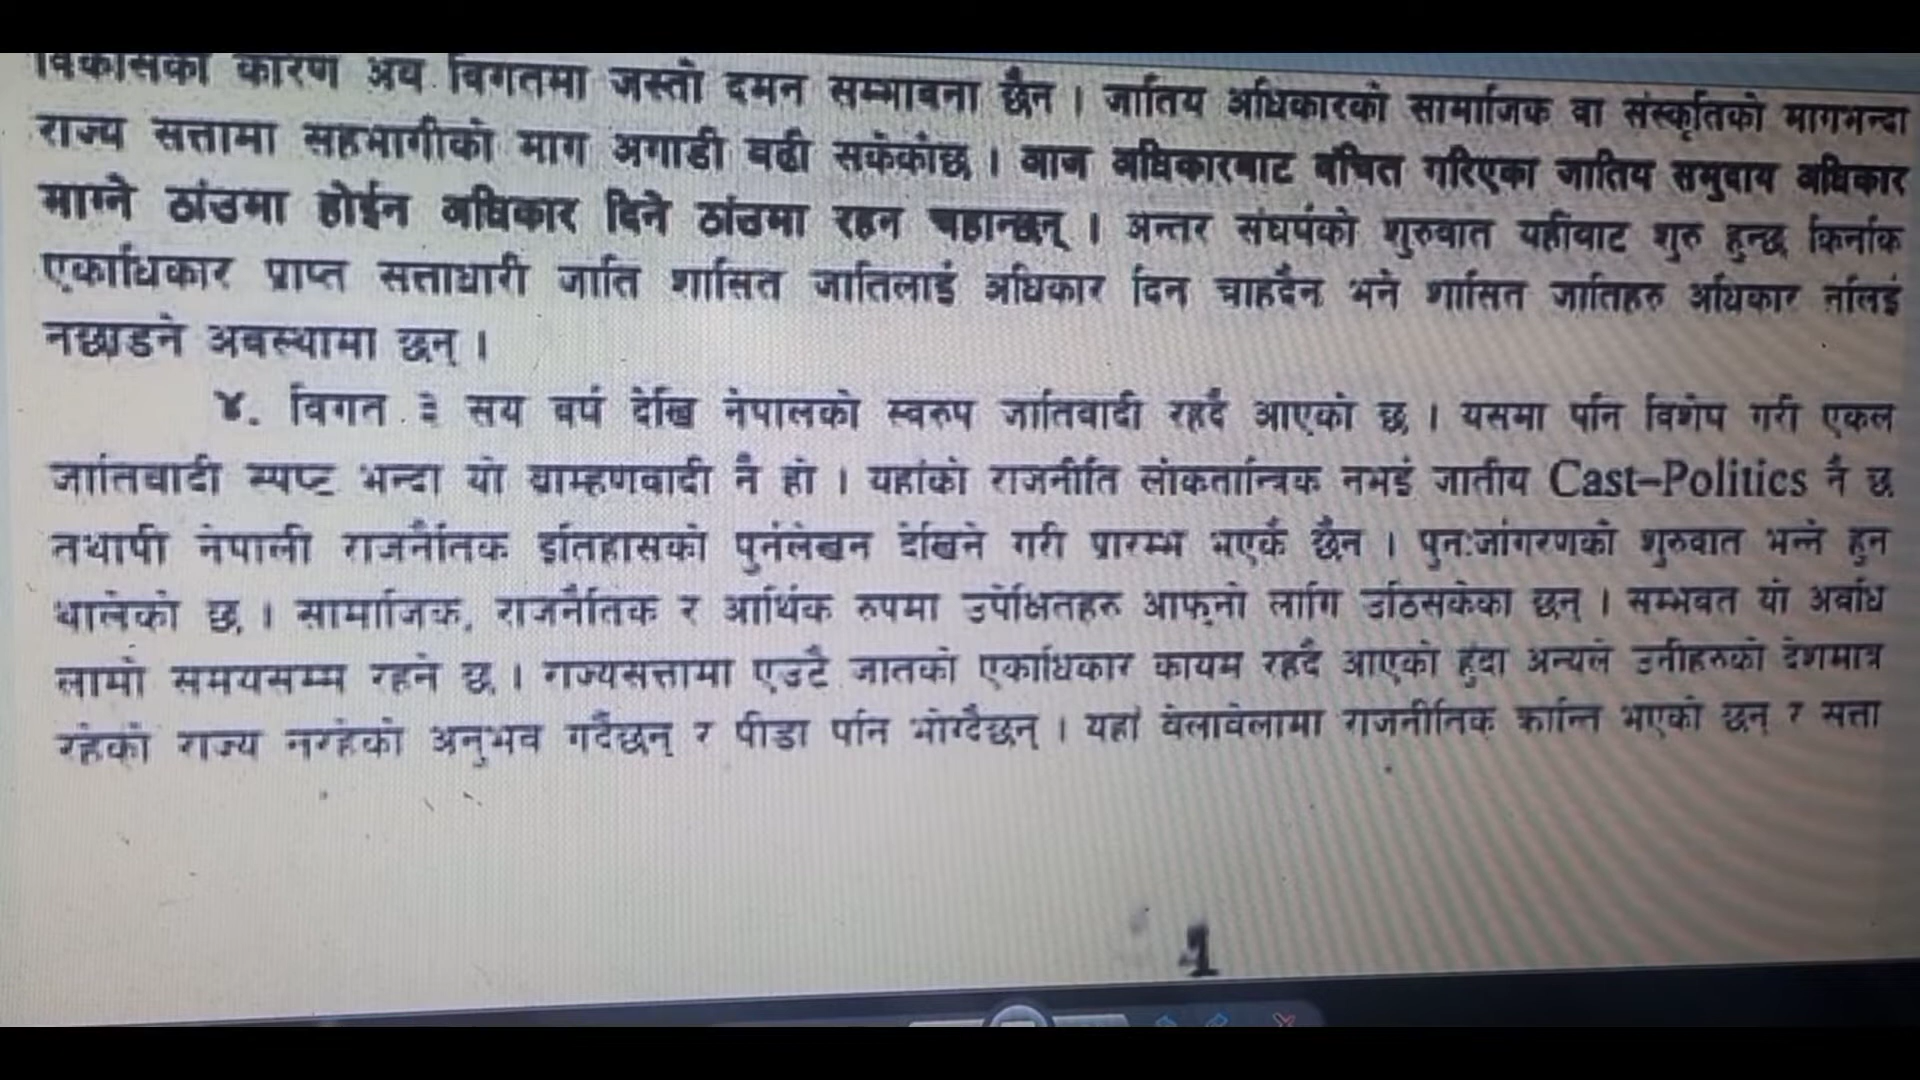 विकासका कारण अव विगतमा जस्तो दमन सम्भावना छैन । जातिय अधिकारको सामाजिक वा संस्कृतिको मागभन्दा
राज्य सत्तामा सहभागीको माग अगाडी वढी सकेकोछ । आज अधिकारबाट बंचित गरिएका जातिय समुदाय अधिकार
माग्ने ठांउमा होईन अधिकार दिने ठांउमा रहन चहान्छन् । अन्तर संघर्षको शुरुवात यहींवाट शुरु हुन्छ किनकि
एकाधिकार प्राप्त सत्ताधारी जाति शासित जातिलाई अधिकार दिन चाहदैन भने शासित जातिहरु अधिकार नलिई
नछाडने अवस्थामा छन् ।
४. विगत ३ सय वर्ष देखि नेपालको स्वरुप जातिवादी रहदै आएको छ । यसमा पनि विशेष गरी एकल
जातिवादी स्पष्ट भन्दा यो ब्राम्हणवादी नै हो । यहांको राजनीति लोकतान्त्रिक नभई जातीय Cast-Politics नै छ
तथापी नेपाली राजनैतिक इतिहासको पुर्नलेखन देखिने गरी प्रारम्भ भएकै छैन । पुनःजागरणको शुरुवात भन्ने हुन
थालेको छ । सामाजिक, राजनैतिक र आर्थिक रुपमा उपेक्षितहरु आफ्नो लागि उठिसकेका छन् । सम्भवत यो अवधि
लामो समयसम्म रहने छ । राज्यसत्तामा एउटै जातको एकाधिकार कायम रहदै आएको हुंदा अन्यले उनीहरुको देशमात्र
रहेको राज्य नरहेको अनुभव गर्दैछन् र पीडा पनि भोग्दैछन् । यहां वेलावेलामा राजनीतिक क्रान्ति भएको छन् र सत्ता
1